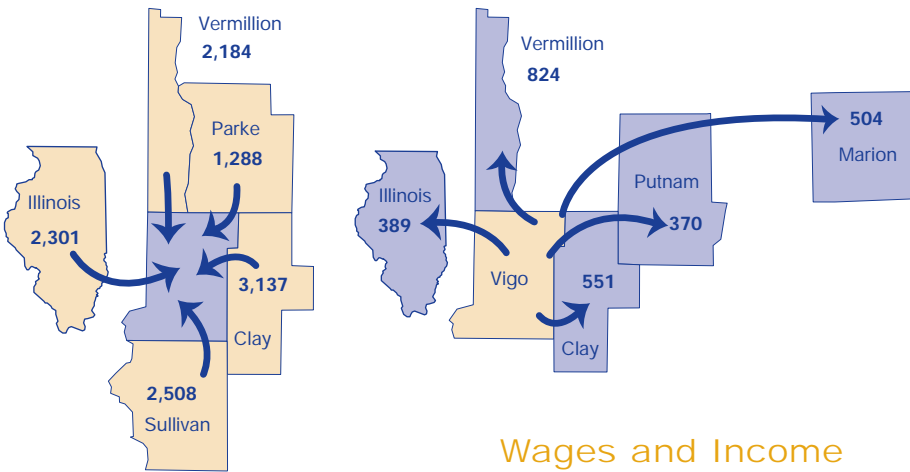 Vermillion
2,184
Parke
1,288
Illinois
2,301
3,137
Clay
2,508
Sullivan
Vermillion
824
504
Marion
Putnam
370
Illinois
389
Vigo
551
Clay
Wages and Income